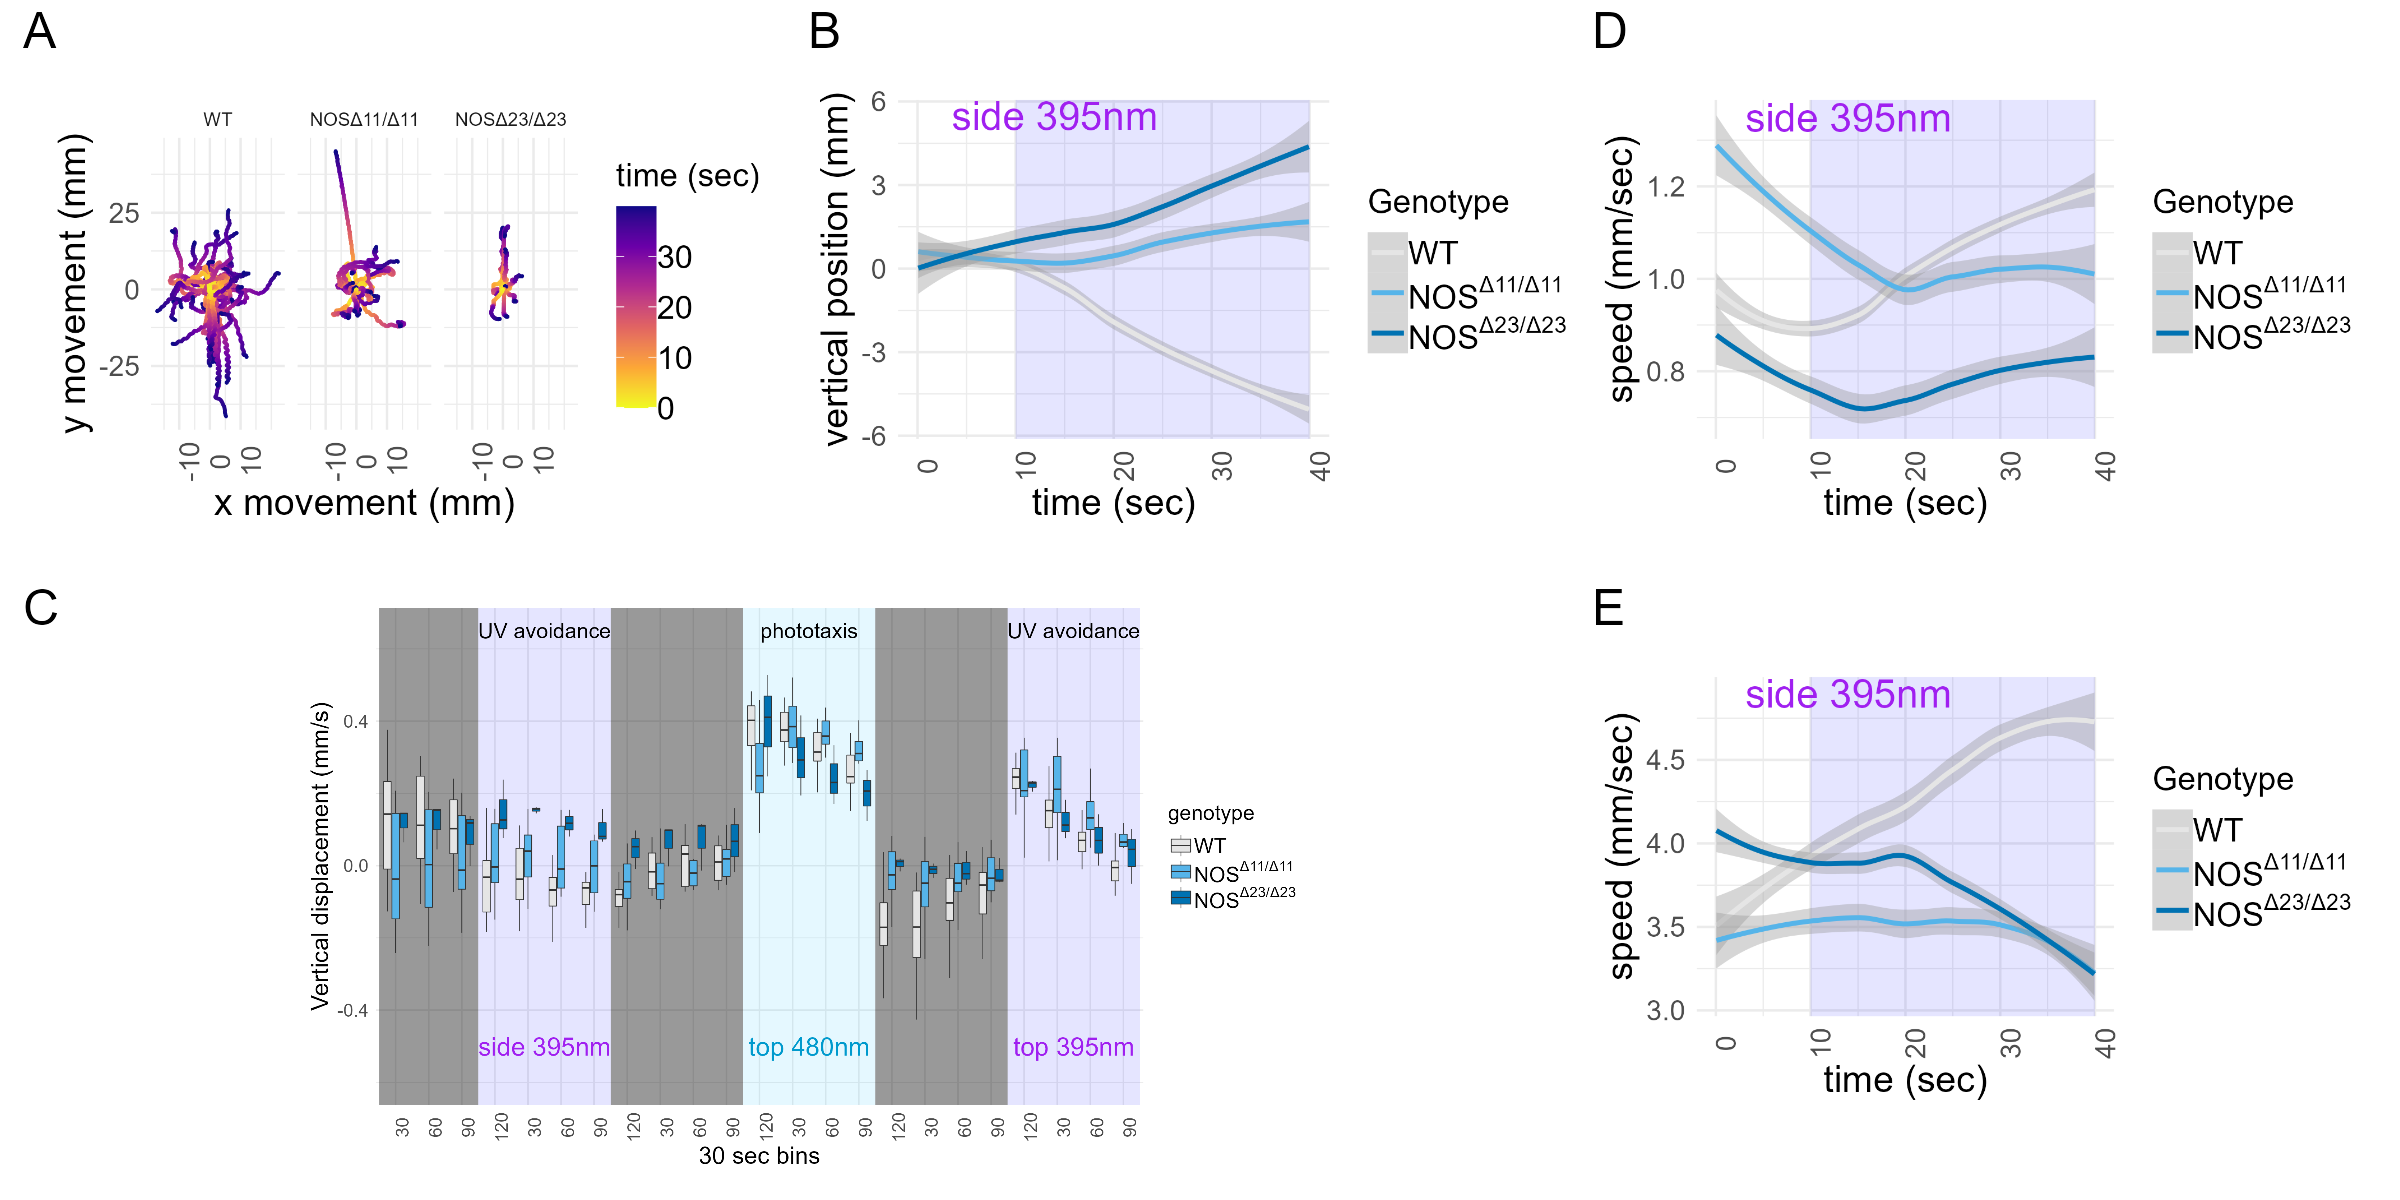 A
WT
NOSΔ11/Δ11
NOSΔ23/Δ23
y movement (mm)
25
0
-25
-10
0
10
-10
0
10
-10
0
10
x movement (mm)
time (sec)
30
20
10
0
B
side 395nm
vertical position (mm)
6
3
0
-3
-6
0
10
20
30
40
time (sec)
Genotype
WT
NOSΔ11/Δ11
NOSΔ23/Δ23
D
side 395nm
speed (mm/sec)
1.2
1.0
0.8
0
10
20
30
40
time (sec)
Genotype
WT
NOSΔ11/Δ11
NOSΔ23/Δ23
C
UV avoidance
phototaxis
UV avoidance
Vertical displacement (mm/s)
0.4
0.0
-0.4
side 395nm
top 480nm
top 395nm
30
60
90
120
30
60
90
120
30
60
90
120
30
60
90
120
30
60
90
120
30
60
90
30 sec bins
genotype
WT
NOSΔ11/Δ11
NOSΔ23/Δ23
E
side 395nm
speed (mm/sec)
4.5
4.0
3.5
3.0
0
10
20
30
40
time (sec)
Genotype
WT
NOSΔ11/Δ11
NOSΔ23/Δ23